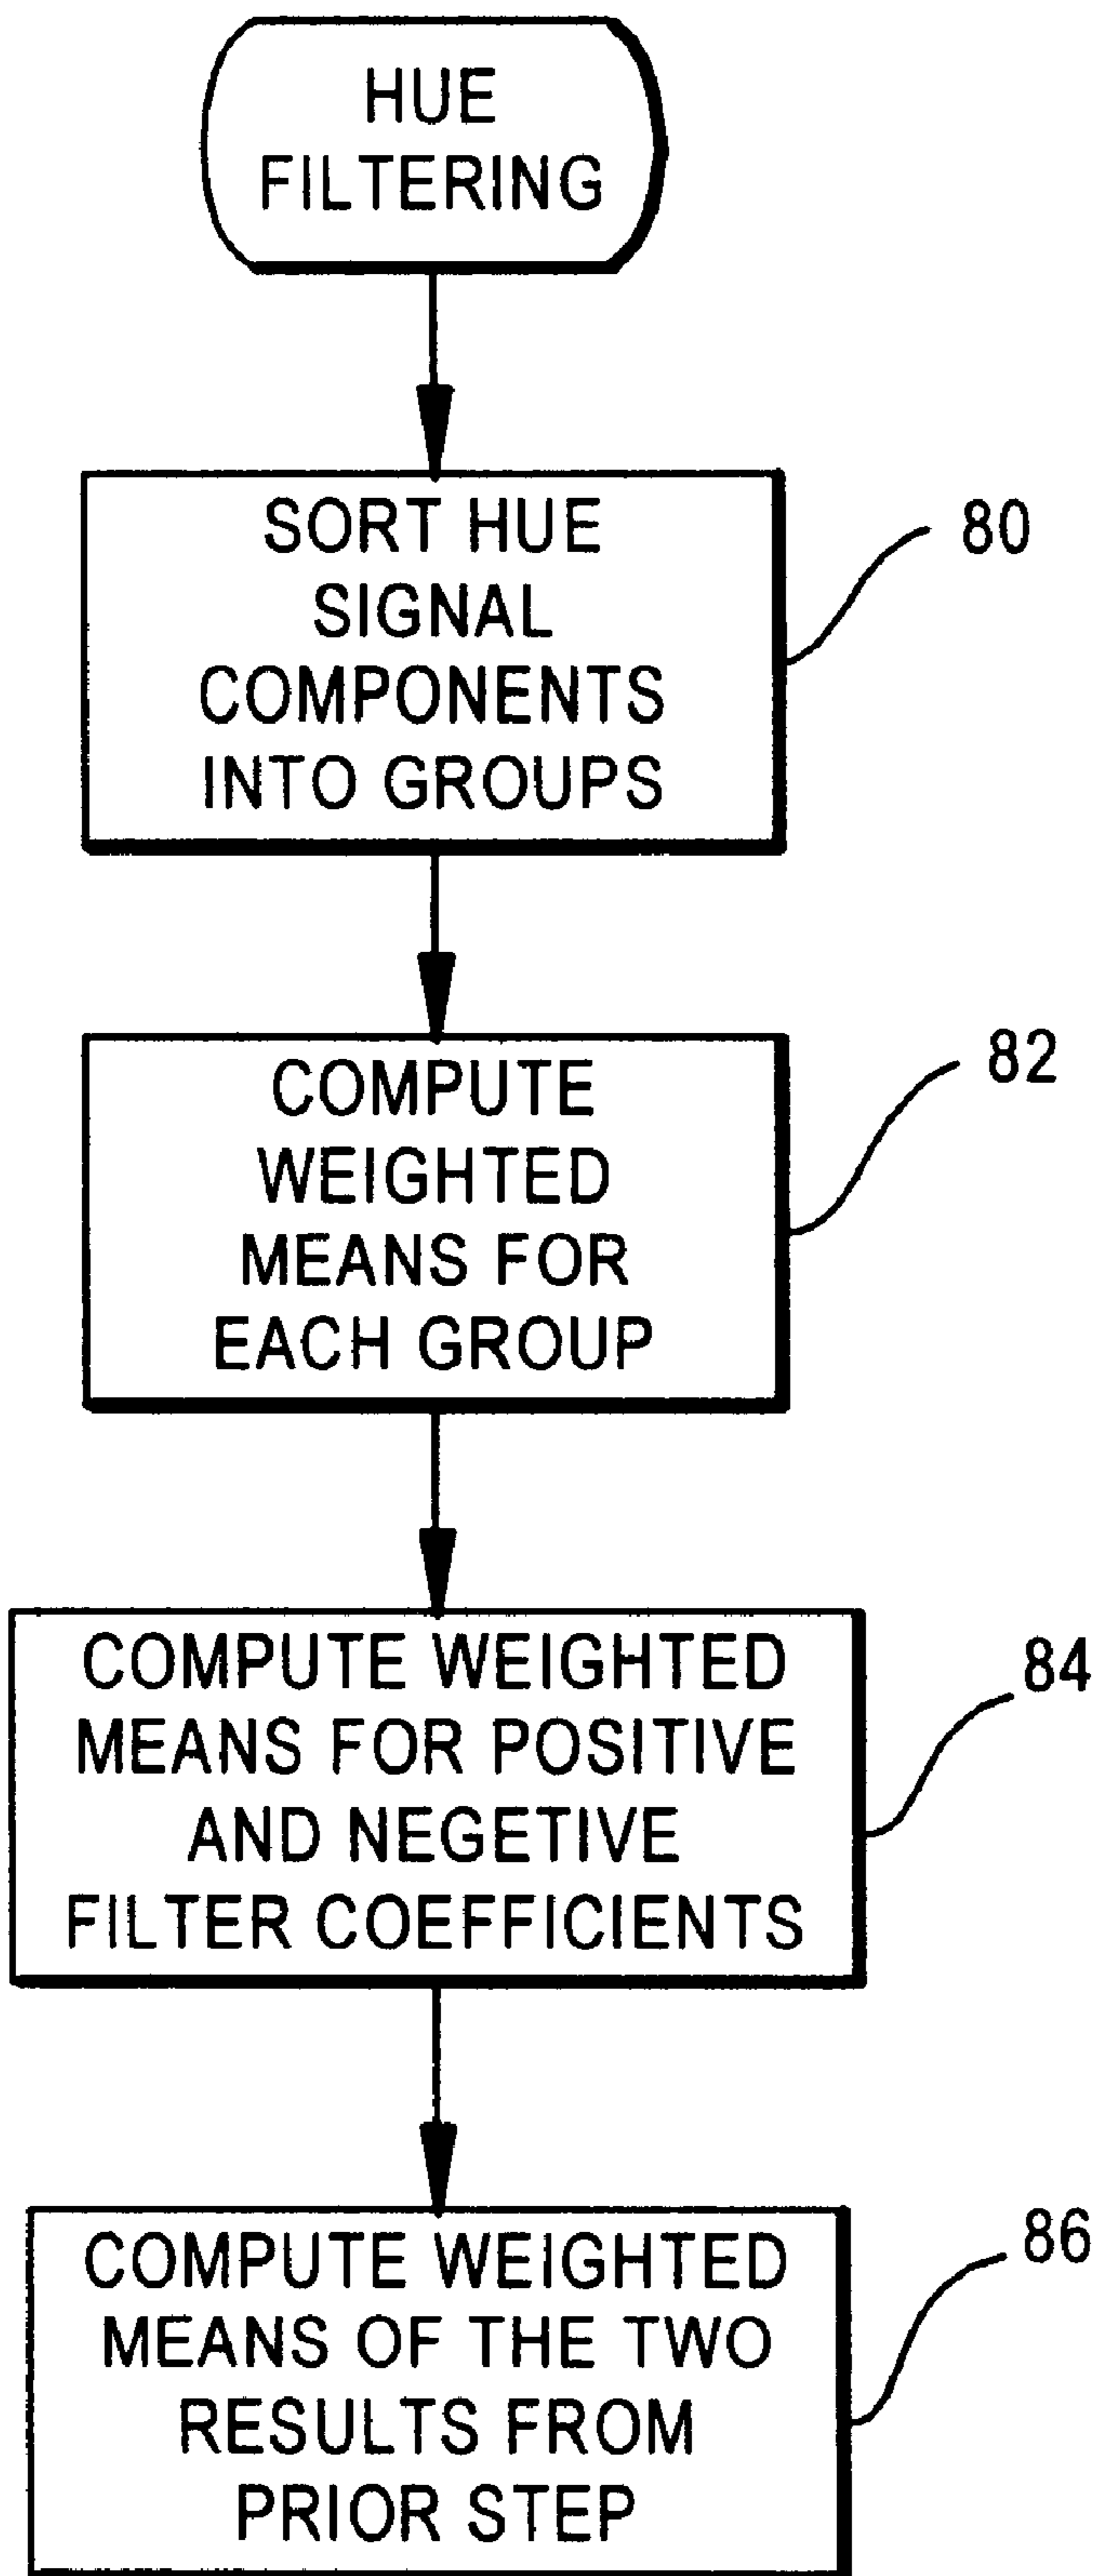 HUE
FILTERING
SORT HUE
SIGNAL
COMPONENTS
INTO GROUPS
80
COMPUTE
WEIGHTED
MEANS FOR
EACH GROUP
82
COMPUTE WEIGHTED
MEANS FOR POSITIVE
AND NEGETIVE
FILTER COEFFICIENTS
84
COMPUTE WEIGHTED
MEANS OF THE TWO
RESULTS FROM
PRIOR STEP
86